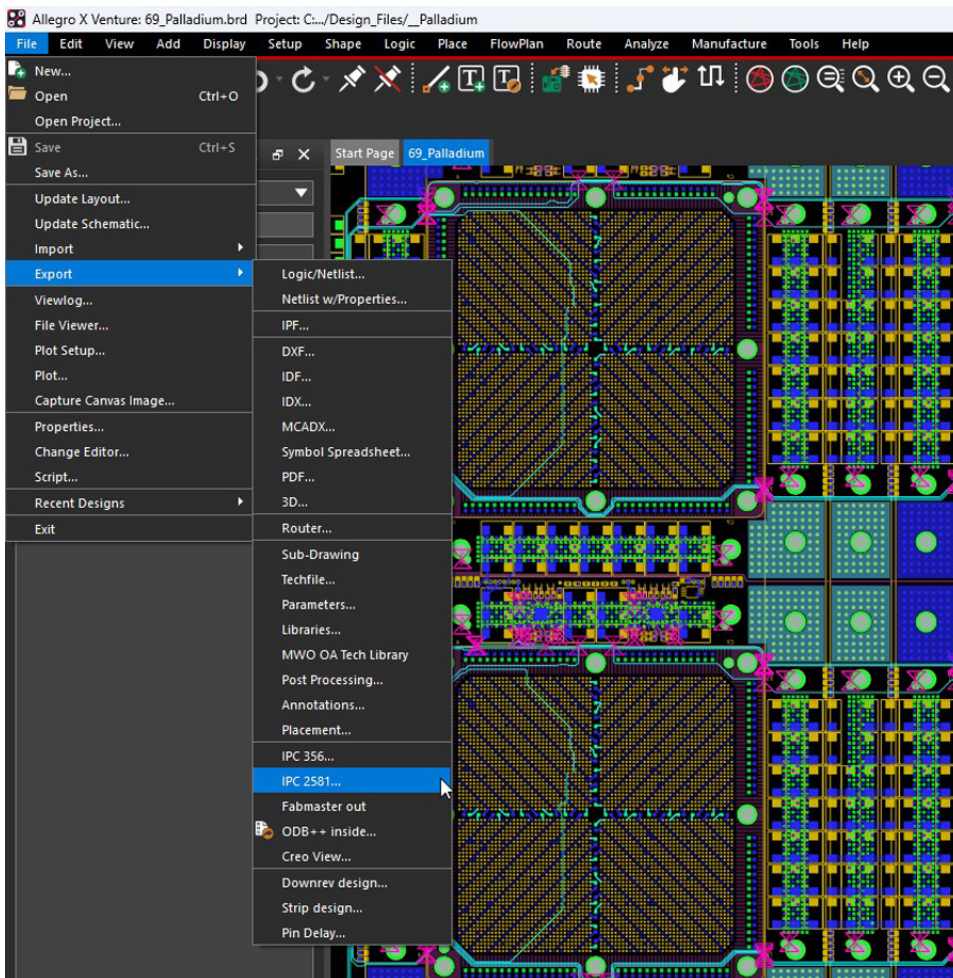 Allegro X Venture: 69_Palladium.brd Project: C:.../Design_Files/__Palladium
File Edit View Add Display Setup Shape Logic Place FlowPlan Route Analyze Manufacture Tools Help
New...
Open Ctrl+O
Open Project...
Save Ctrl+S
Save As...
Update Layout...
Update Schematic...
Import
Export
Viewlog...
File Viewer...
Plot Setup...
Plot...
Capture Canvas Image...
Properties...
Change Editor...
Script...
Recent Designs
Exit
Start Page 69_Palladium
Logic/Netlist...
Netlist w/Properties...
IPF...
DXF...
IDF...
IDX...
MCADX...
Symbol Spreadsheet...
PDF...
3D...
Router...
Sub-Drawing
Techfile...
Parameters...
Libraries...
MWO OA Tech Library
Post Processing...
Annotations...
Placement...
IPC 356...
IPC 2581...
Fabmaster out
ODB++ inside...
Creo View...
Downrev design...
Strip design...
Pin Delay...